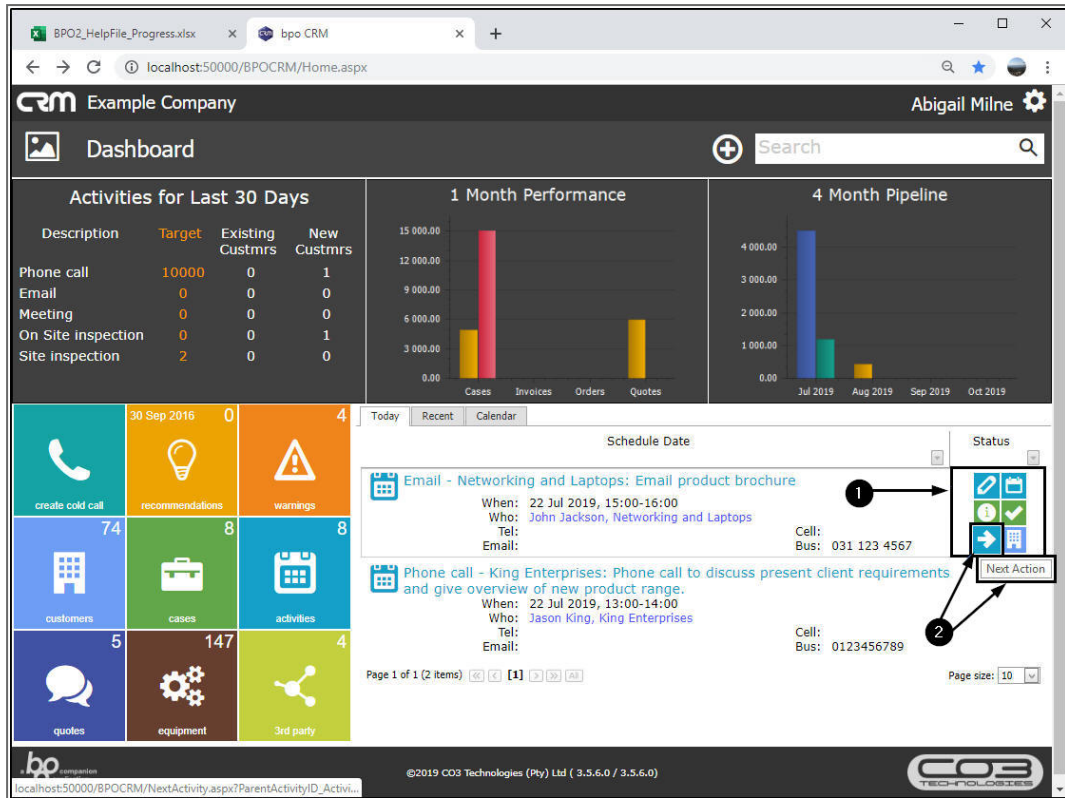 BPO2_HelpFile_Progress.xlsx
bpo CRM
localhost:50000/BPOCRM/Home.aspx
CRM Example Company
Abigail Milne
Dashboard
Search
Activities for Last 30 Days
Description Target Existing Custmrs New Custmrs
Phone call 10000 0 1
Email 0 0 0
Meeting 0 0 0
On Site inspection 0 0 1
Site inspection 2 0 0
1 Month Performance
15 000.00
12 000.00
9 000.00
6 000.00
3 000.00
0.00
Cases Invoices Orders Quotes
4 Month Pipeline
4 000.00
3 000.00
2 000.00
1 000.00
0.00
Jul 2019 Aug 2019 Sep 2019 Oct 2019
create cold call
30 Sep 2016 0
recommendations
4
warnings
74
customers
8
cases
8
activities
5
quotes
147
equipment
4
3rd party
Today Recent Calendar
Schedule Date Status
Email - Networking and Laptops: Email product brochure
When: 22 Jul 2019, 15:00-16:00
Who: John Jackson, Networking and Laptops
Tel: Cell:
Email: Bus: 031 123 4567
1
Next Action
2
Phone call - King Enterprises: Phone call to discuss present client requirements
and give overview of new product range.
When: 22 Jul 2019, 13:00-14:00
Who: Jason King, King Enterprises
Tel: Cell:
Email: Bus: 0123456789
Page 1 of 1 (2 items) [1] All
Page size: 10
a bpo companion
©2019 CO3 Technologies (Pty) Ltd ( 3.5.6.0 / 3.5.6.0)
CO3
TECHNOLOGIES
localhost:50000/BPOCRM/NextActivity.aspx?ParentActivityID_Activi...